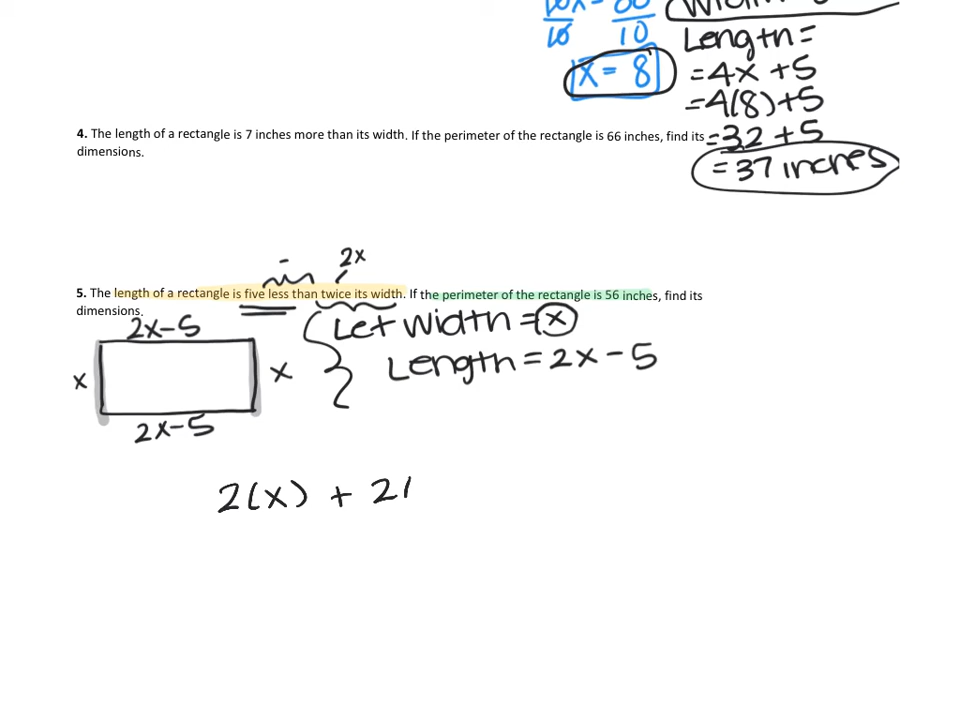 10
10
x = 8
Length =
= 4x + 5
= 4(8) + 5
= 32 + 5
= 37 inches
4. The length of a rectangle is 7 inches more than its width. If the perimeter of the rectangle is 66 inches, find its
dimensions.
2x
5. The length of a rectangle is five less than twice its width. If the perimeter of the rectangle is 56 inches, find its
dimensions.
2x-5
Let width = x
x
x
Length = 2x - 5
2x-5
2(x) + 2(